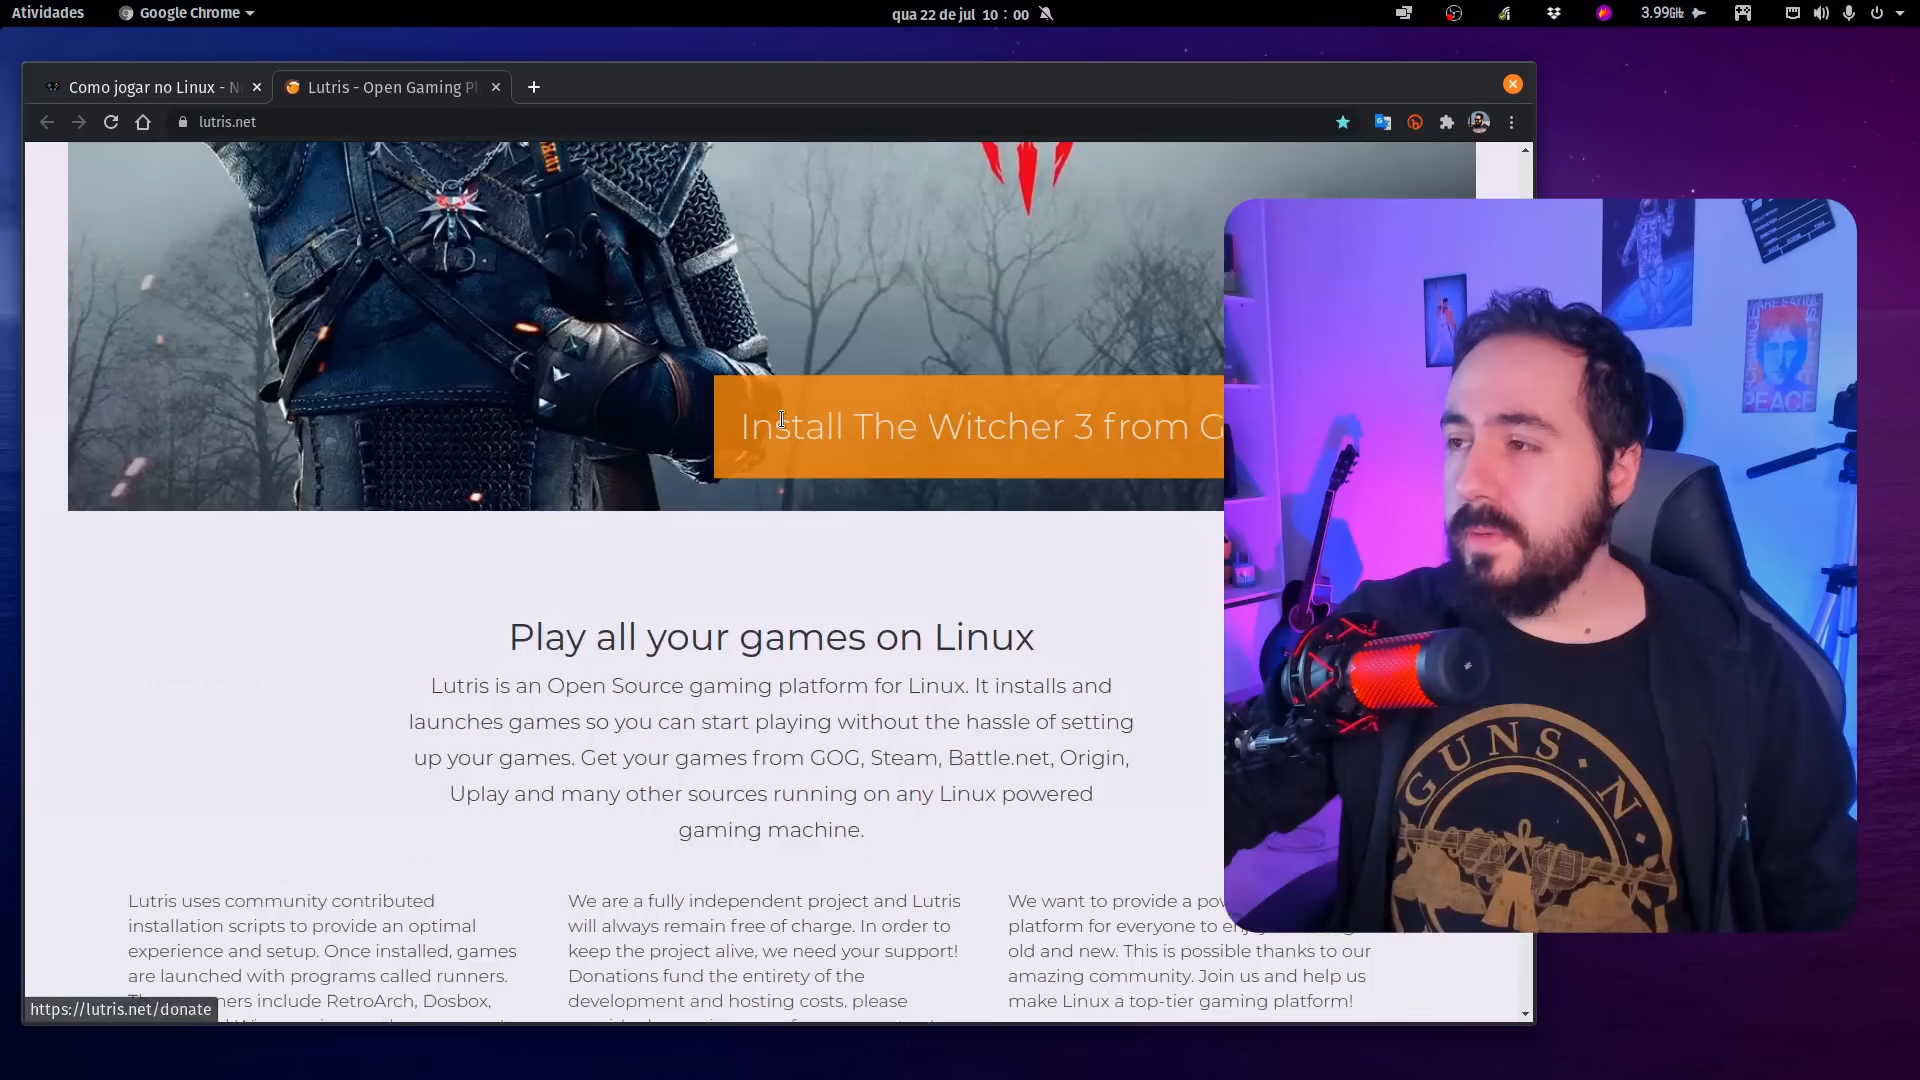 Atividades
Google Chrome
qua 22 de jul 10 : 00
3.99GHz
Como jogar no Linux - N
Lutris - Open Gaming Pl
lutris.net
Install The Witcher 3 from G
Play all your games on Linux
Lutris is an Open Source gaming platform for Linux. It installs and
launches games so you can start playing without the hassle of setting
up your games. Get your games from GOG, Steam, Battle.net, Origin,
Uplay and many other sources running on any Linux powered
gaming machine.
Lutris uses community contributed
installation scripts to provide an optimal
experience and setup. Once installed, games
are launched with programs called runners.
ners include RetroArch, Dosbox,
We are a fully independent project and Lutris
will always remain free of charge. In order to
keep the project alive, we need your support!
Donations fund the entirety of the
development and hosting costs, please
We want to provide a pow
platform for everyone to enj
old and new. This is possible thanks to our
amazing community. Join us and help us
make Linux a top-tier gaming platform!
https://lutris.net/donate
PEACE
GUNS · N ·